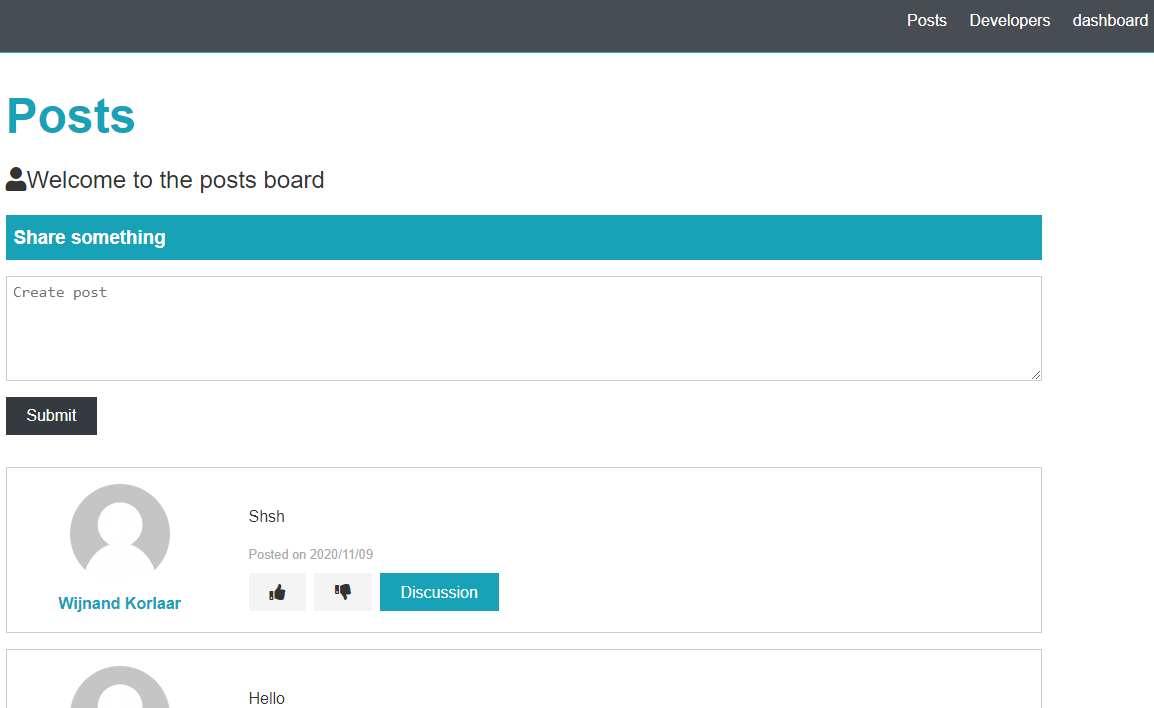 Posts Developers dashboard
Posts
Welcome to the posts board
Share something
Create post
Submit
Shsh
Posted on 2020/11/09
Discussion
Wijnand Korlaar
Hello